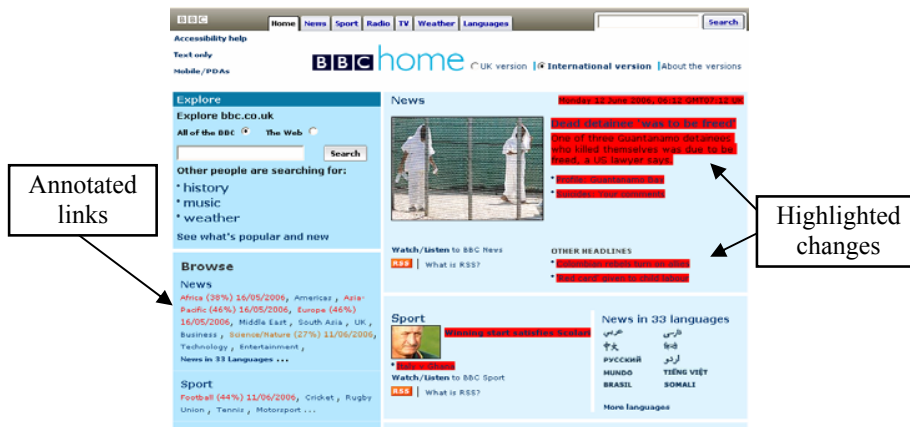 BBC
Home News Sport Radio TV Weather Languages
Search
Accessibility help
Text only
Mobile/PDAs
BBC home
UK version | International version | About the versions
Explore
Explore bbc.co.uk
All of the BBC The Web
Search
Other people are searching for:
* history
* music
* weather
See what's popular and new
Browse
News
Africa (38%) 16/05/2006, Americas , Asia-
Pacific (46%) 16/05/2006, Europe (46%)
16/05/2006, Middle East , South Asia , UK ,
Business , Science/Nature (27%) 11/06/2006,
Technology , Entertainment ,
News in 33 Languages ...
Sport
Football (44%) 11/06/2006, Cricket , Rugby
Union , Tennis , Motorsport ...
News
Monday 12 June 2006, 06:12 GMT07:12 UK
Dead detainee 'was to be freed'
One of three Guantanamo detainees
who killed themselves was due to be
freed, a US lawyer says.
* Profile: Guantanamo Bay
* Suicides: Your comments
Watch/Listen to BBC News
RSS | What is RSS?
OTHER HEADLINES
* Colombian rebels turn on allies
* 'Red card' given to child labour
Sport
Winning start satisfies Scolari
* Italy v Ghana
Watch/Listen to BBC Sport
RSS | What is RSS?
News in 33 languages
عربي فارسی
中文 हिन्दी
РУССКИЙ اردو
MUNDO TIẾNG VIỆT
BRASIL SOMALI
More languages
Annotated
links
Highlighted
changes